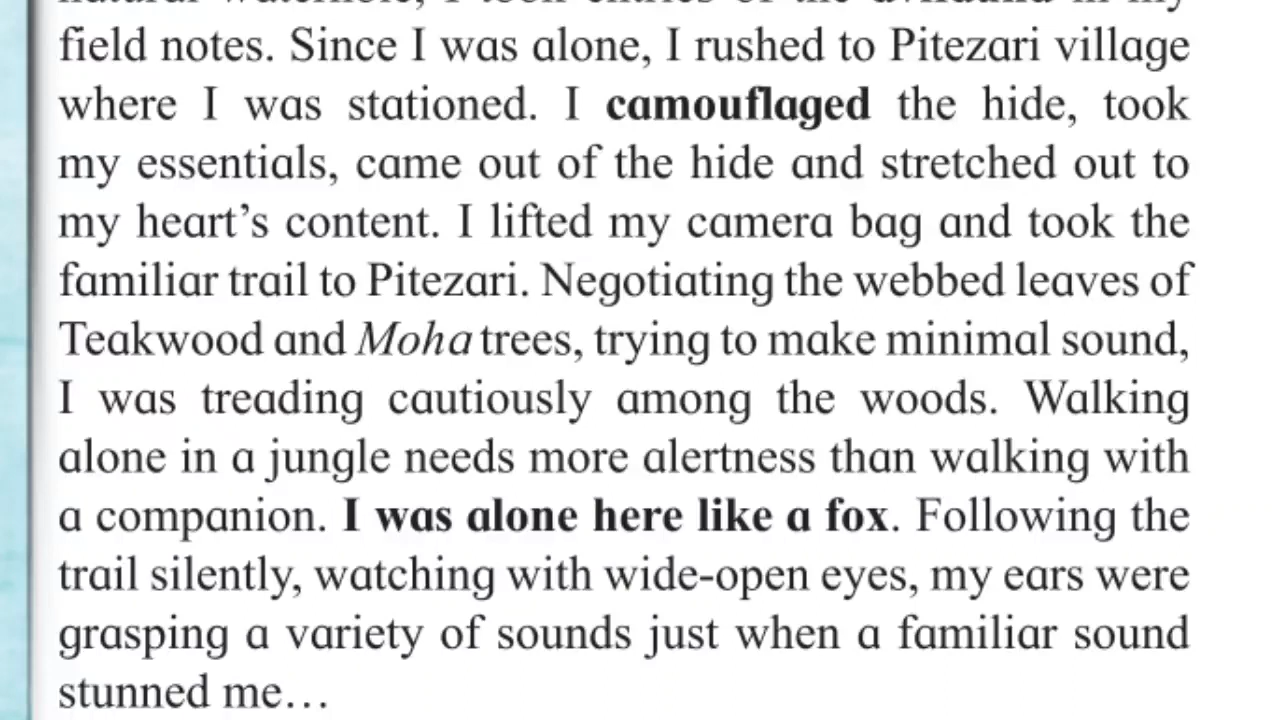 field notes. Since I was alone, I rushed to Pitezari village
where I was stationed. I camouflaged the hide, took
my essentials, came out of the hide and stretched out to
my heart’s content. I lifted my camera bag and took the
familiar trail to Pitezari. Negotiating the webbed leaves of
Teakwood and Moha trees, trying to make minimal sound,
I was treading cautiously among the woods. Walking
alone in a jungle needs more alertness than walking with
a companion. I was alone here like a fox. Following the
trail silently, watching with wide-open eyes, my ears were
grasping a variety of sounds just when a familiar sound
stunned me…